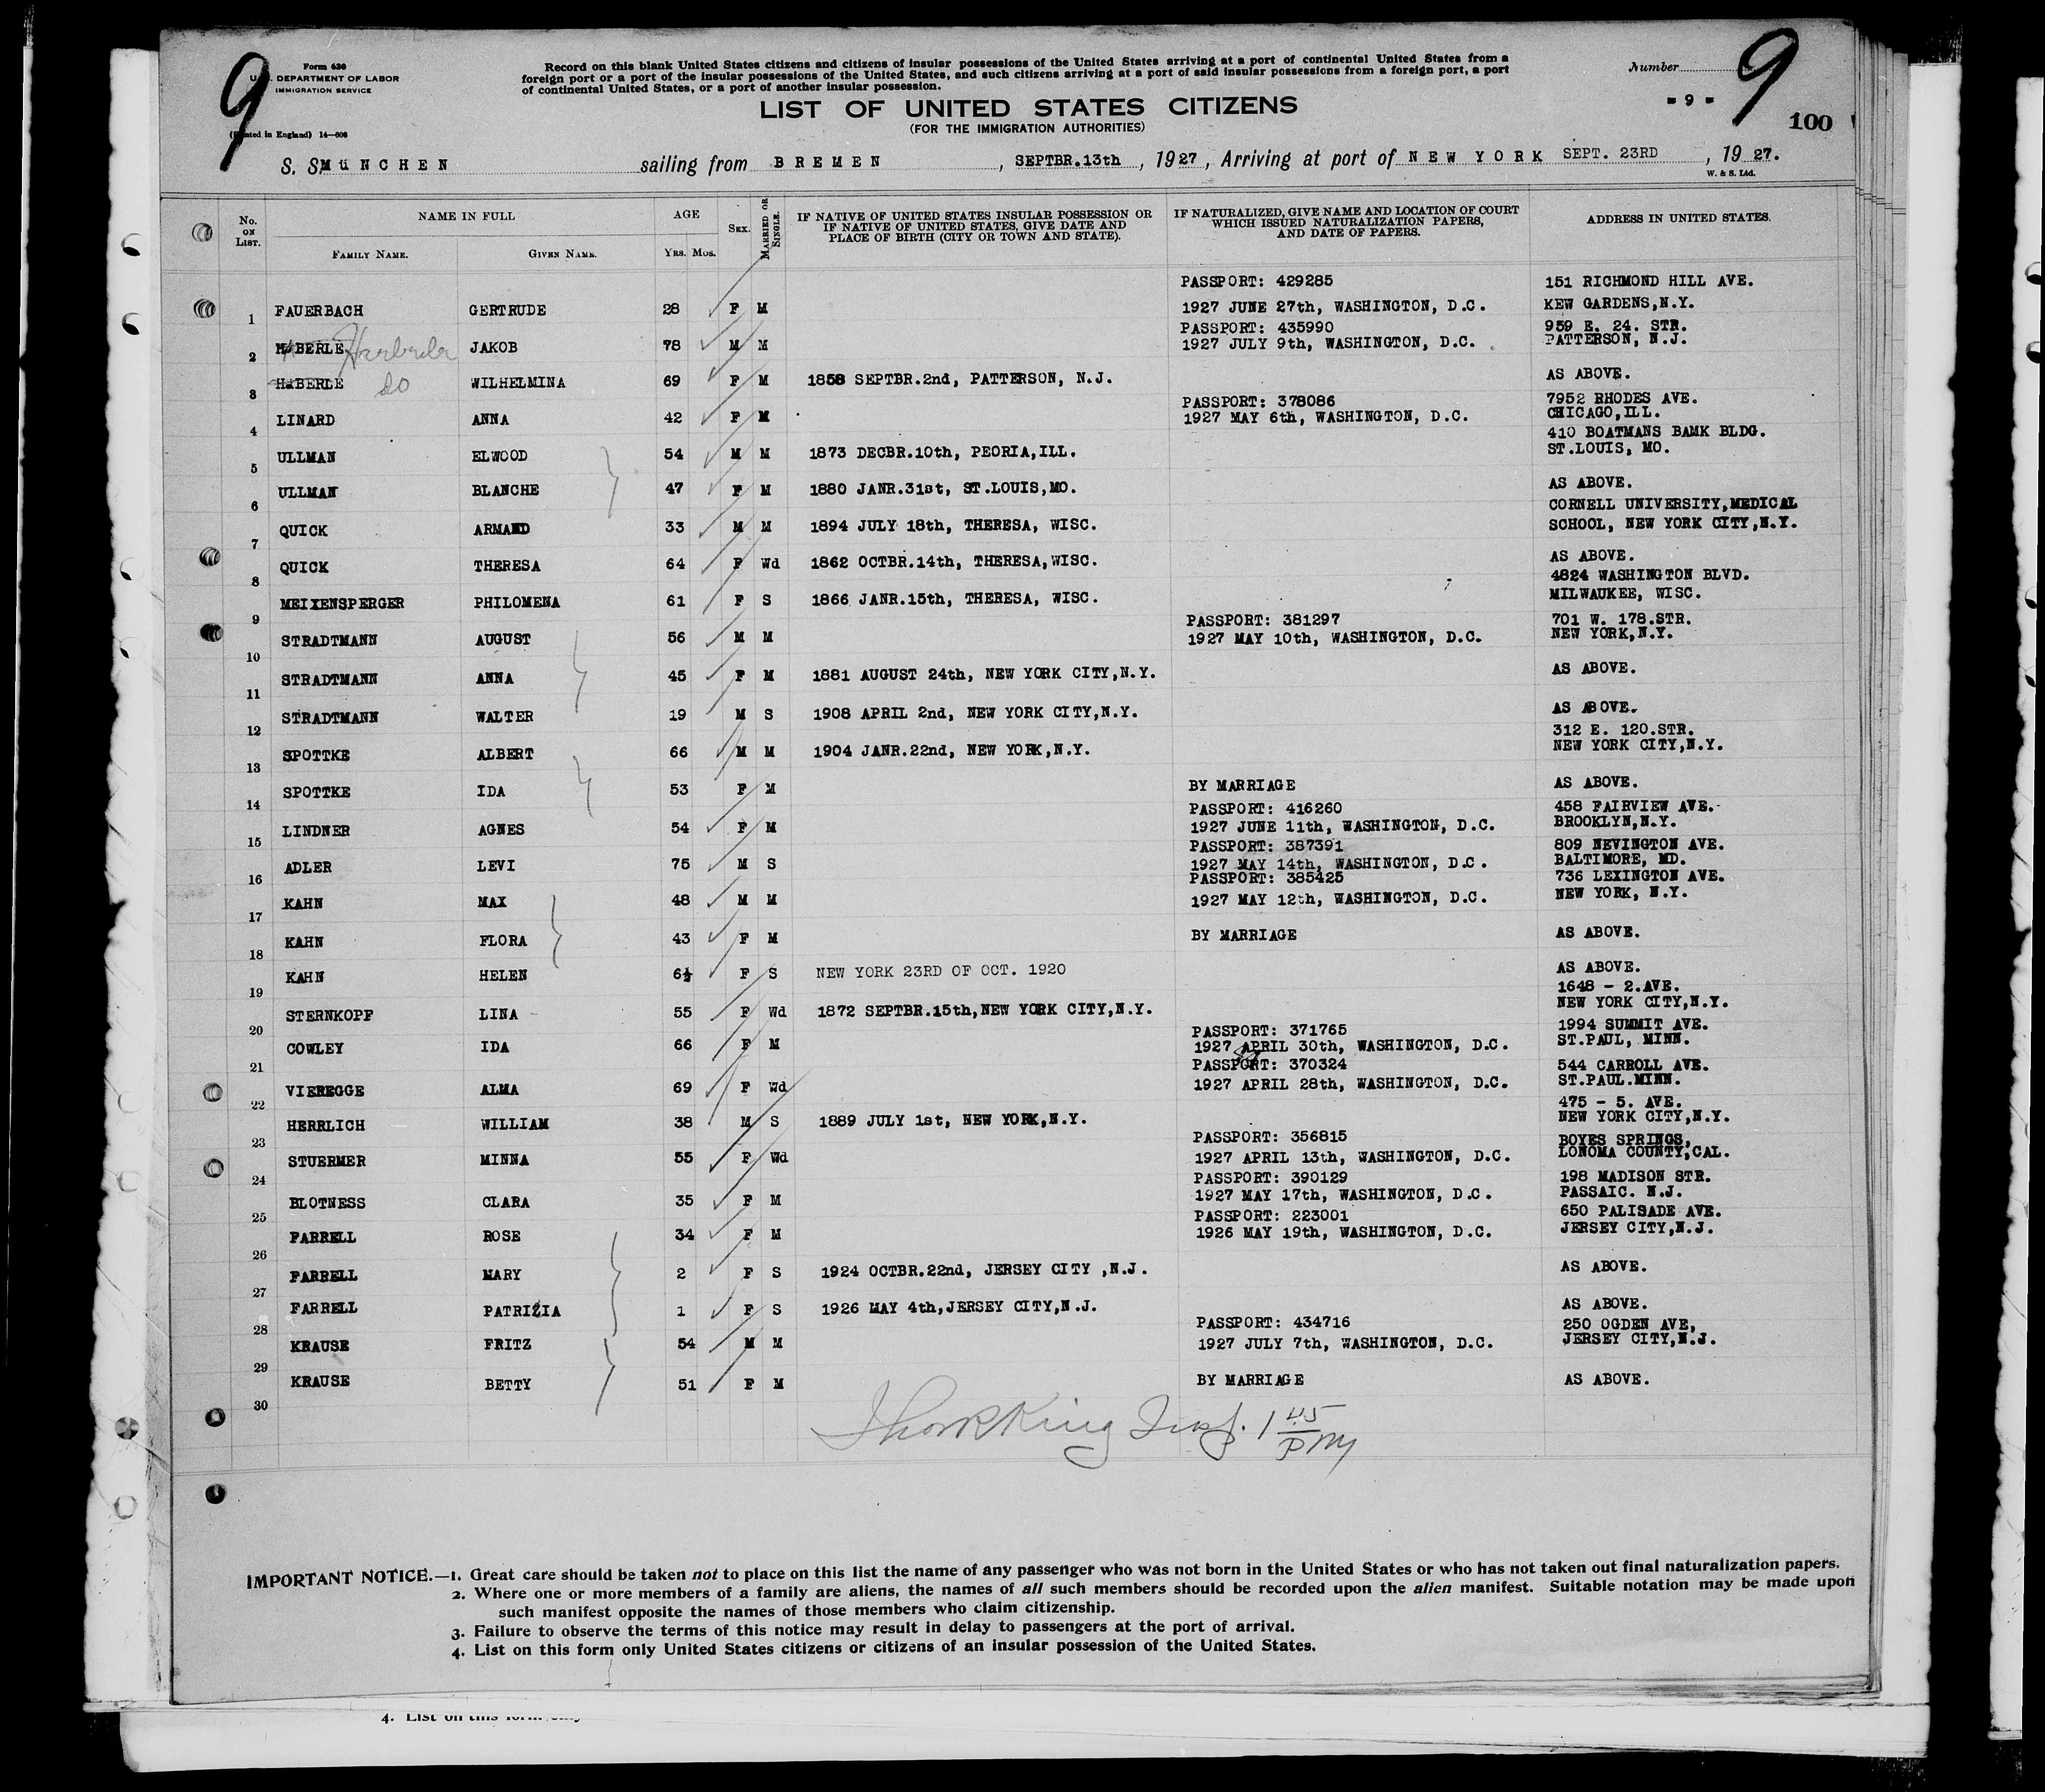 9
Form 630
U.S. DEPARTMENT OF LABOR
IMMIGRATION SERVICE
(Printed in England) 14—608
Record on this blank United States citizens and citizens of insular possessions of the United States arriving at a port of continental United States from a
foreign port or a port of the insular possessions of the United States, and such citizens arriving at a port of said insular possessions from a foreign port, a port
of continental United States, or a port of another insular possession.
LIST OF UNITED STATES CITIZENS
(FOR THE IMMIGRATION AUTHORITIES)
Number
- 9 -
9
100
S. S. MüNCHEN sailing from BREMEN, SEPTBR.13th, 1927, Arriving at port of NEW YORK SEPT. 23RD, 1927.
W. & S. Ltd.
No. ON LIST. NAME IN FULL AGE SEX. MARRIED OR SINGLE. IF NATIVE OF UNITED STATES INSULAR POSSESSION OR IF NATIVE OF UNITED STATES, GIVE DATE AND PLACE OF BIRTH (CITY OR TOWN AND STATE). IF NATURALIZED, GIVE NAME AND LOCATION OF COURT WHICH ISSUED NATURALIZATION PAPERS, AND DATE OF PAPERS. ADDRESS IN UNITED STATES.
FAMILY NAME. GIVEN NAME. YRS. MOS.
PASSPORT: 429285 151 RICHMOND HILL AVE.
1 FAUERBACH GERTRUDE 28 F M 1927 JUNE 27th, WASHINGTON, D.C. KEW GARDENS,N.Y.
PASSPORT: 435990 959 E. 24. STR.
2 HäBERLE Haeberle JAKOB 78 M M 1927 JULY 9th, WASHINGTON, D.C. PATTERSON, N.J.
3 HäBERLE do WILHELMINA 69 F M 1858 SEPTBR.2nd, PATTERSON, N.J. AS ABOVE.
PASSPORT: 378086 7952 RHODES AVE.
4 LINARD ANNA 42 F M 1927 MAY 6th, WASHINGTON, D.C. CHICAGO,ILL.
410 BOATMANS BAMK BLDG.
5 ULLMAN ELWOOD 54 M M 1873 DECBR.10th, PEORIA,ILL. ST.LOUIS, MO.
6 ULLMAN BLANCHE 47 F M 1880 JANR.31st, ST.LOUIS,MO. AS ABOVE.
CORNELL UNIVERSITY,MEDICAL
7 QUICK ARMAND 33 M M 1894 JULY 18th, THERESA, WISC. SCHOOL, NEW YORK CITY,N.Y.
8 QUICK THERESA 64 F Wd 1862 OCTBR.14th, THERESA,WISC. AS ABOVE.
4824 WASHINGTON BLVD.
9 MEIXENSPERGER PHILOMENA 61 F S 1866 JANR.15th, THERESA, WISC. MILWAUKEE, WISC.
PASSPORT: 381297 701 W. 178.STR.
10 STRADTMANN AUGUST 56 M M 1927 MAY 10th, WASHINGTON, D.C. NEW YORK,N.Y.
11 STRADTMANN ANNA 45 F M 1881 AUGUST 24th, NEW YORK CITY,N.Y. AS ABOVE.
12 STRADTMANN WALTER 19 M S 1908 APRIL 2nd, NEW YORK CITY,N.Y. AS ABOVE.
312 E. 120.STR.
13 SPOTTKE ALBERT 66 M M 1904 JANR.22nd, NEW YORK,N.Y. NEW YORK CITY,N.Y.
14 SPOTTKE IDA 53 F M BY MARRIAGE AS ABOVE.
PASSPORT: 416260 458 FAIRVIEW AVE.
15 LINDNER AGNES 54 F M 1927 JUNE 11th, WASHINGTON, D.C. BROOKLYN,N.Y.
PASSPORT: 387391 809 NEVINGTON AVE.
16 ADLER LEVI 75 M S 1927 MAY 14th, WASHINGTON, D.C. BALTIMORE, MD.
PASSPORT: 385425 736 LEXINGTON AVE.
17 KAHN MAX 48 M M 1927 MAY 12th, WASHINGTON, D.C. NEW YORK, N.Y.
18 KAHN FLORA 43 F M BY MARRIAGE AS ABOVE.
19 KAHN HELEN 6½ F S NEW YORK 23RD OF OCT. 1920 AS ABOVE.
1648 - 2.AVE.
20 STERNKOPF LINA 55 F Wd 1872 SEPTBR.15th,NEW YORK CITY,N.Y. NEW YORK CITY,N.Y.
PASSPORT: 371765 1994 SUMMIT AVE.
21 COWLEY IDA 66 F M 1927 APRIL 30th, WASHINGTON, D.C. ST.PAUL, MINN.
PASSPORT: 370324 544 CARROLL AVE.
22 VIEREGGE ALMA 69 F Wd 1927 APRIL 28th, WASHINGTON, D.C. ST.PAUL.MINN.
475 - 5. AVE.
23 HERRLICH WILLIAM 38 M S 1889 JULY 1st, NEW YORK,N.Y. NEW YORK CITY,N.Y.
PASSPORT: 356815 BOYES SPRINGS,
24 STUERMER MINNA 55 F Wd 1927 APRIL 13th, WASHINGTON, D.C. LONOMA COUNTY,CAL.
PASSPORT: 390129 198 MADISON STR.
25 BLOTNESS CLARA 35 F M 1927 MAY 17th, WASHINGTON, D.C. PASSAIC. N.J.
PASSPORT: 223001 650 PALISADE AVE.
26 FARRELL ROSE 34 F M 1926 MAY 19th, WASHINGTON, D.C. JERSEY CITY,N.J.
27 FARRELL MARY 2 F S 1924 OCTBR.22nd, JERSEY CITY ,N.J. AS ABOVE.
28 FARRELL PATRIZIA 1 F S 1926 MAY 4th,JERSEY CITY,N.J. AS ABOVE.
PASSPORT: 434716 250 OGDEN AVE,
29 KRAUSE FRITZ 54 M M 1927 JULY 7th, WASHINGTON, D.C. JERSEY CITY,N.J.
30 KRAUSE BETTY 51 F M BY MARRIAGE AS ABOVE.
King Insp. 1 45 PM
IMPORTANT NOTICE.—1. Great care should be taken not to place on this list the name of any passenger who was not born in the United States or who has not taken out final naturalization papers.
2. Where one or more members of a family are aliens, the names of all such members should be recorded upon the alien manifest. Suitable notation may be made upon
such manifest opposite the names of those members who claim citizenship.
3. Failure to observe the terms of this notice may result in delay to passengers at the port of arrival.
4. List on this form only United States citizens or citizens of an insular possession of the United States.
4. List on this form only